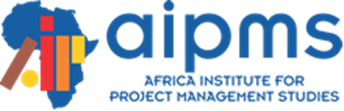 aipms
AFRICA INSTITUTE FOR
PROJECT MANAGEMENT STUDIES